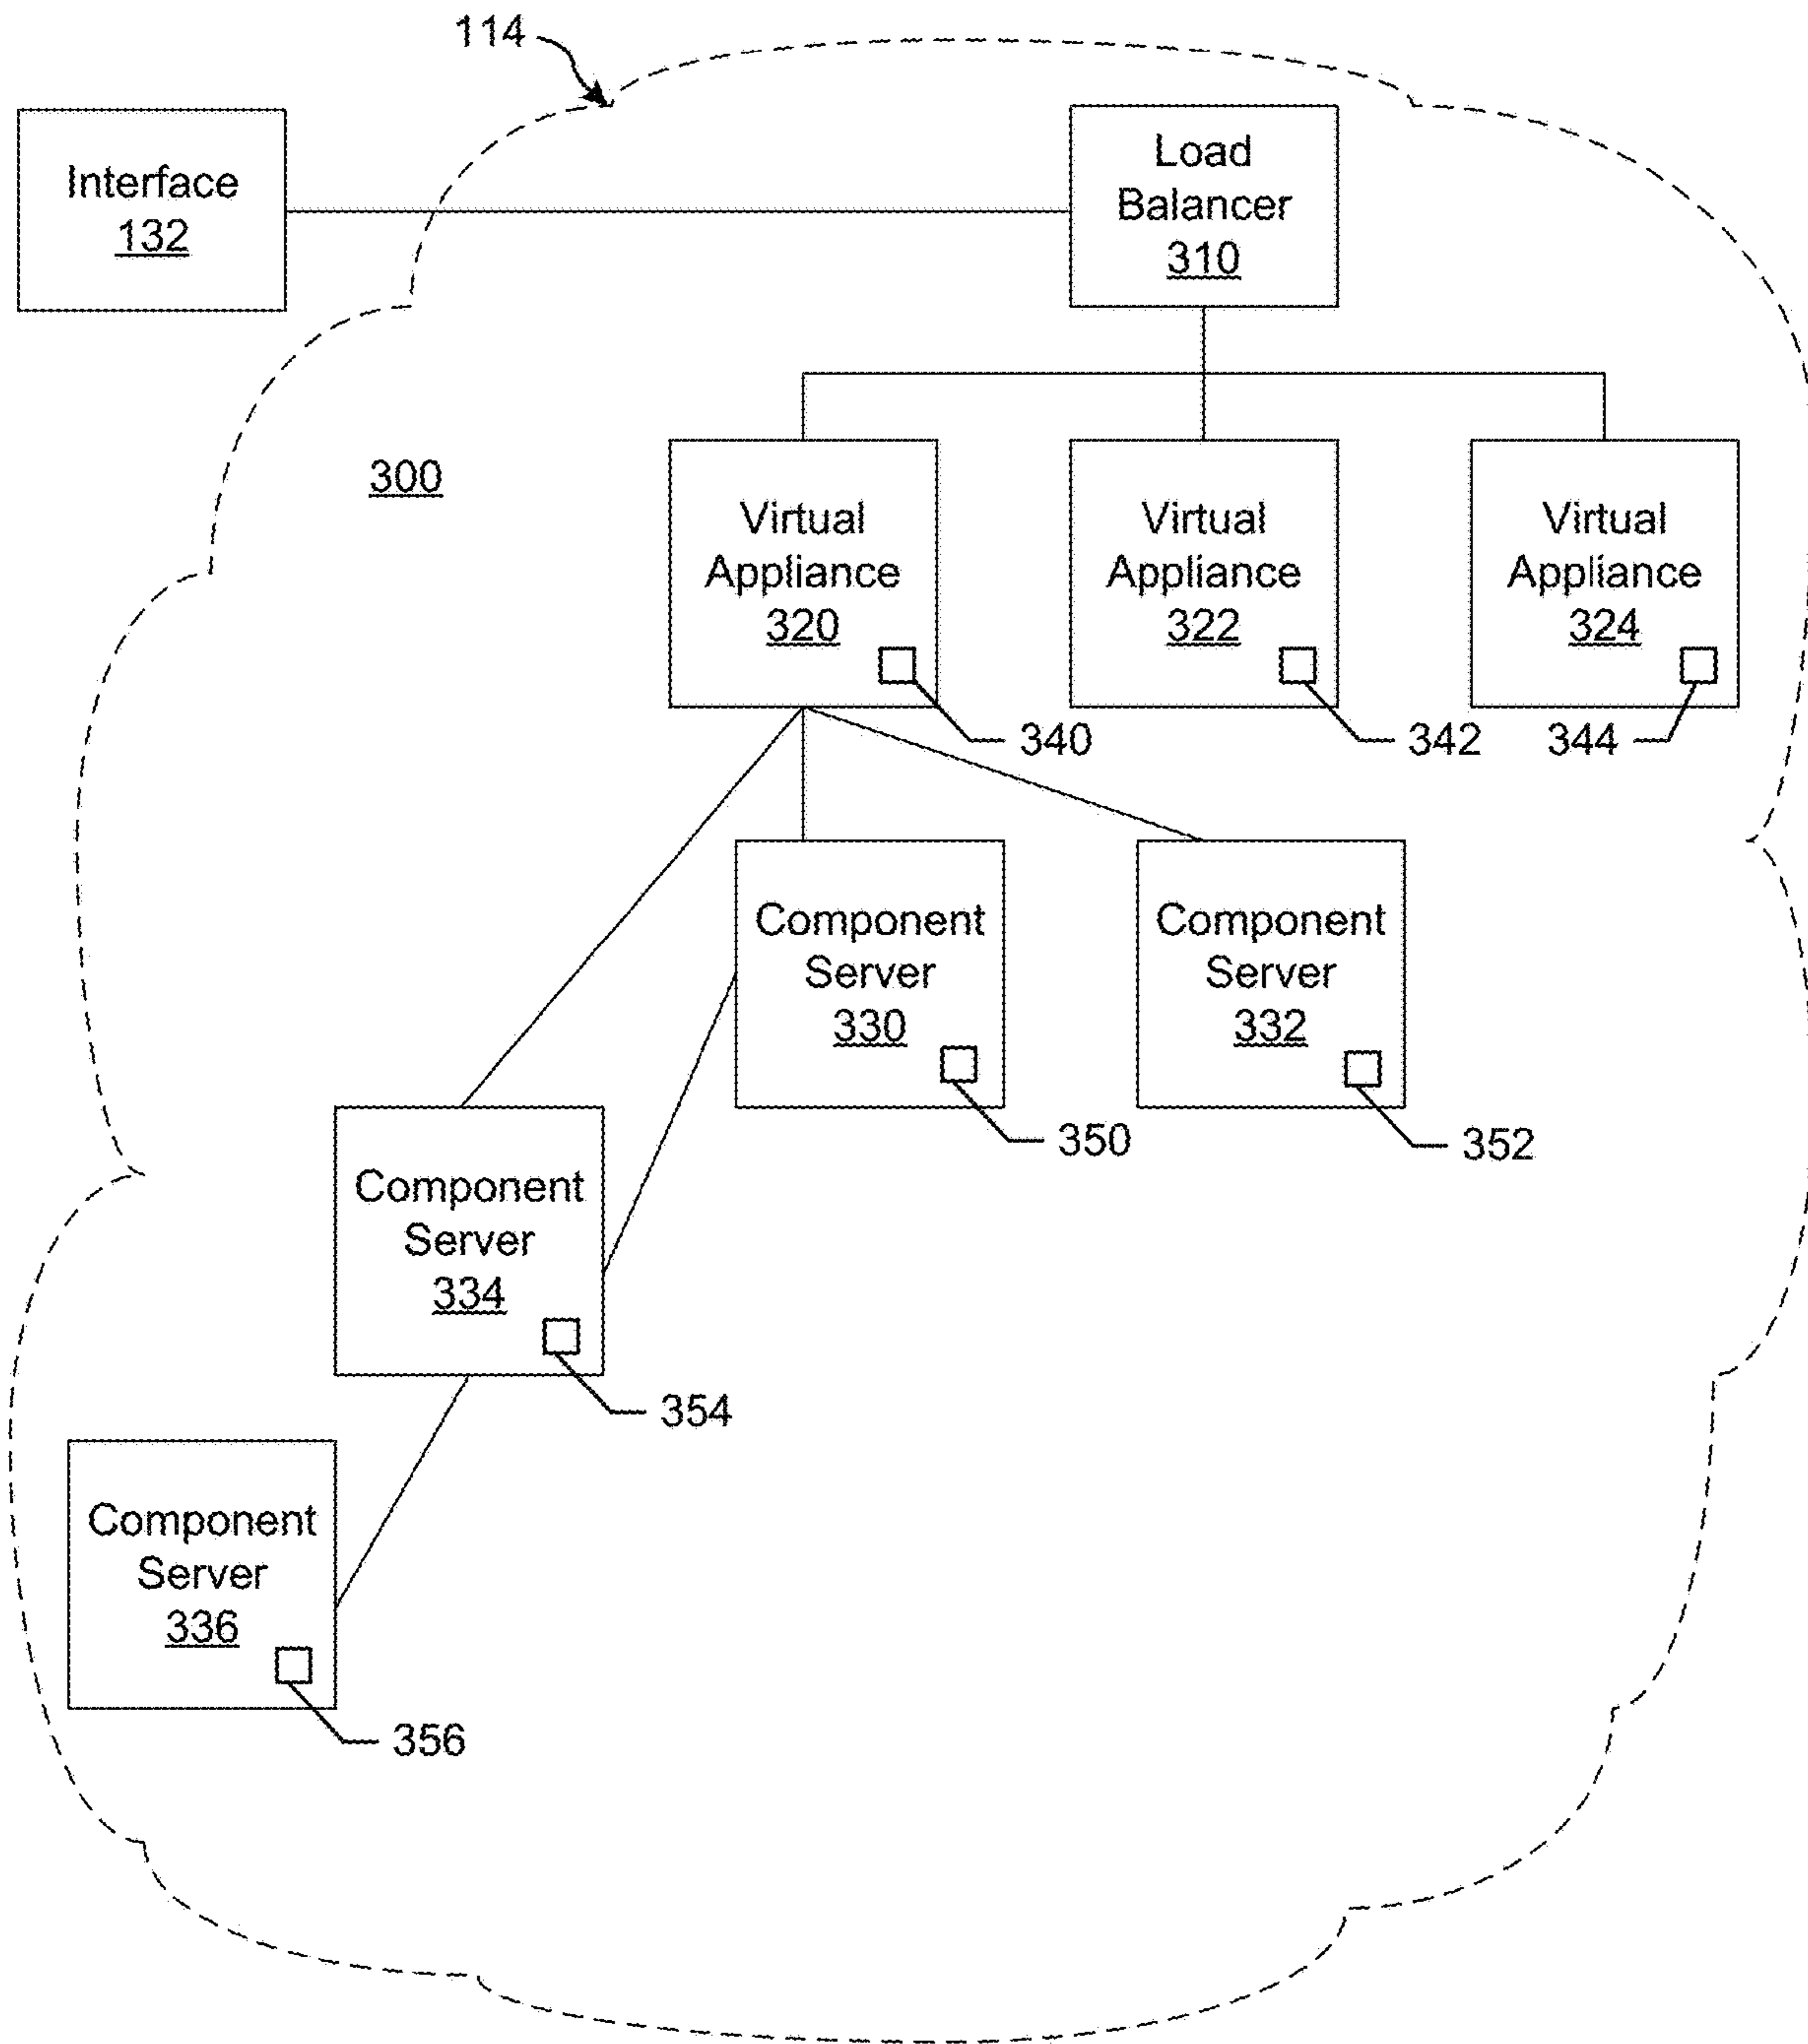 114
Interface
132
Load
Balancer
310
300
Virtual
Appliance
320
Virtual
Appliance
322
Virtual
Appliance
324
340
342
344
Component
Server
330
Component
Server
332
350
352
Component
Server
334
354
Component
Server
336
356